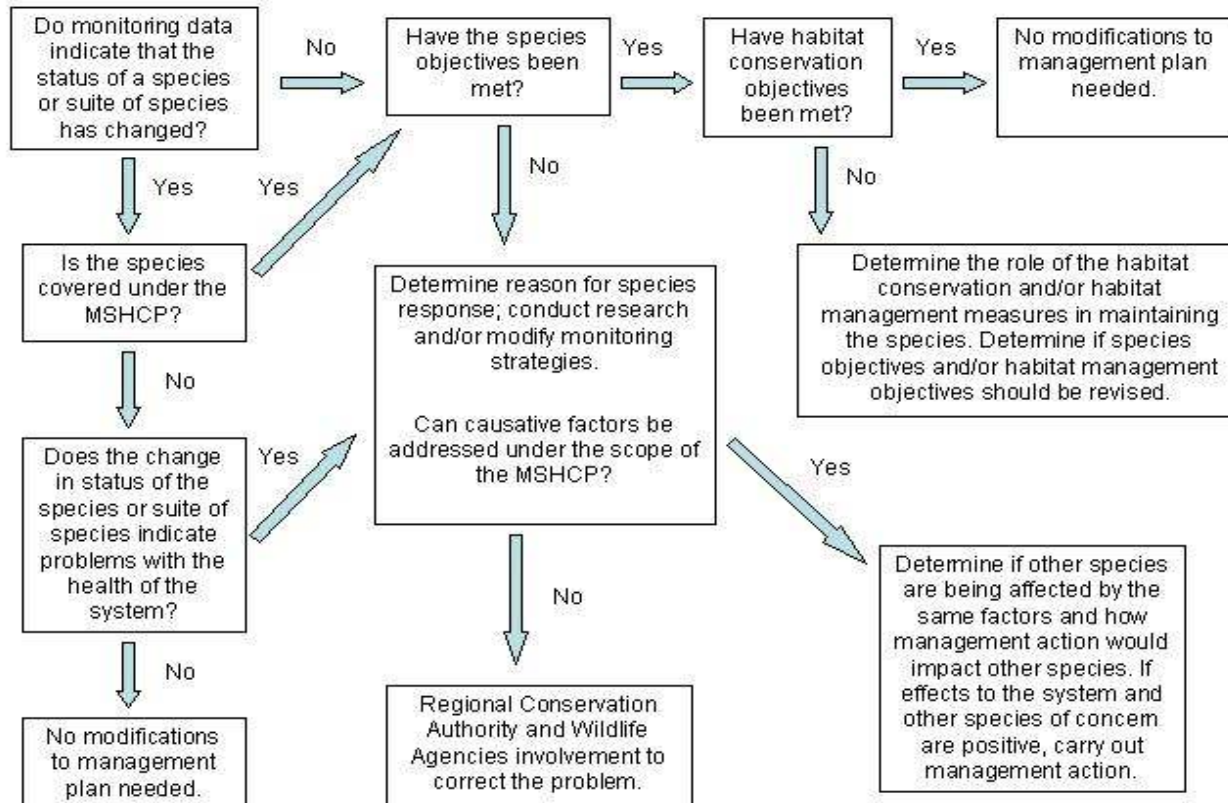 Do monitoring data
indicate that the
status of a species
or suite of species
has changed?
No
Have the species
objectives been
met?
Yes
Have habitat
conservation
objectives
been met?
Yes
No modifications to
management plan
needed.
Yes
Yes
No
No
Is the species
covered under the
MSHCP?
Determine reason for species
response; conduct research
and/or modify monitoring
strategies.
Can causative factors be
addressed under the scope of
the MSHCP?
Determine the role of the habitat
conservation and/or habitat
management measures in maintaining
the species. Determine if species
objectives and/or habitat management
objectives should be revised.
No
Does the change
in status of the
species or suite of
species indicate
problems with the
health of the
system?
Yes
Yes
No
No
Determine if other species
are being affected by the
same factors and how
management action would
impact other species. If
effects to the system and
other species of concern
are positive, carry out
management action.
No modifications
to management
plan needed.
Regional Conservation
Authority and Wildlife
Agencies involvement to
correct the problem.